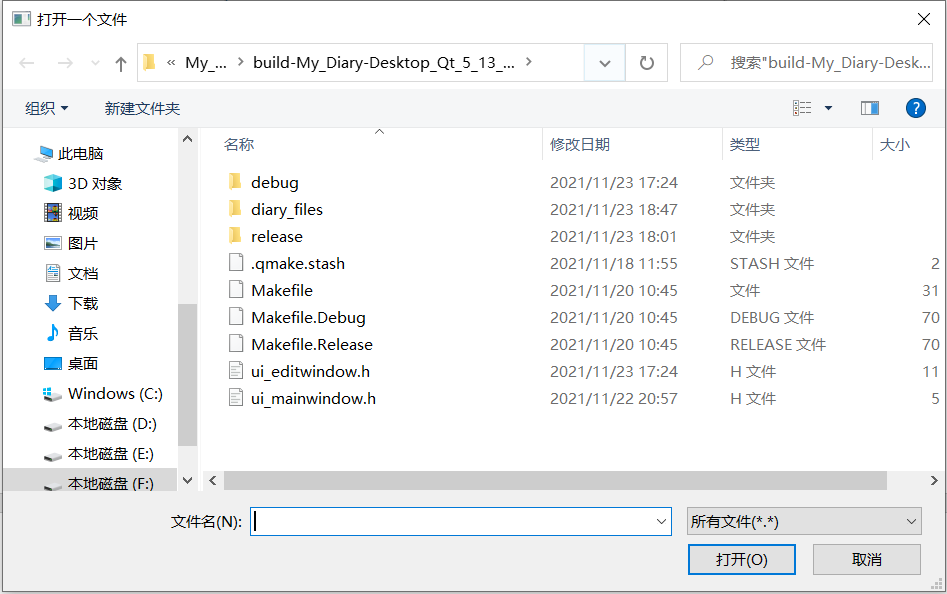 打开一个文件
« My_... › build-My_Diary-Desktop_Qt_5_13_... ›
搜索"build-My_Diary-Desk...
组织
新建文件夹
?
此电脑
3D 对象
视频
图片
文档
下载
音乐
桌面
Windows (C:)
本地磁盘 (D:)
本地磁盘 (E:)
本地磁盘 (F:)
名称 修改日期 类型 大小
debug 2021/11/23 17:24 文件夹
diary_files 2021/11/23 18:47 文件夹
release 2021/11/23 18:01 文件夹
.qmake.stash 2021/11/18 11:55 STASH 文件 2
Makefile 2021/11/20 10:45 文件 31
Makefile.Debug 2021/11/20 10:45 DEBUG 文件 70
Makefile.Release 2021/11/20 10:45 RELEASE 文件 70
ui_editwindow.h 2021/11/23 17:24 H 文件 11
ui_mainwindow.h 2021/11/22 20:57 H 文件 5
文件名(N):
所有文件(*.*)
打开(O)
取消